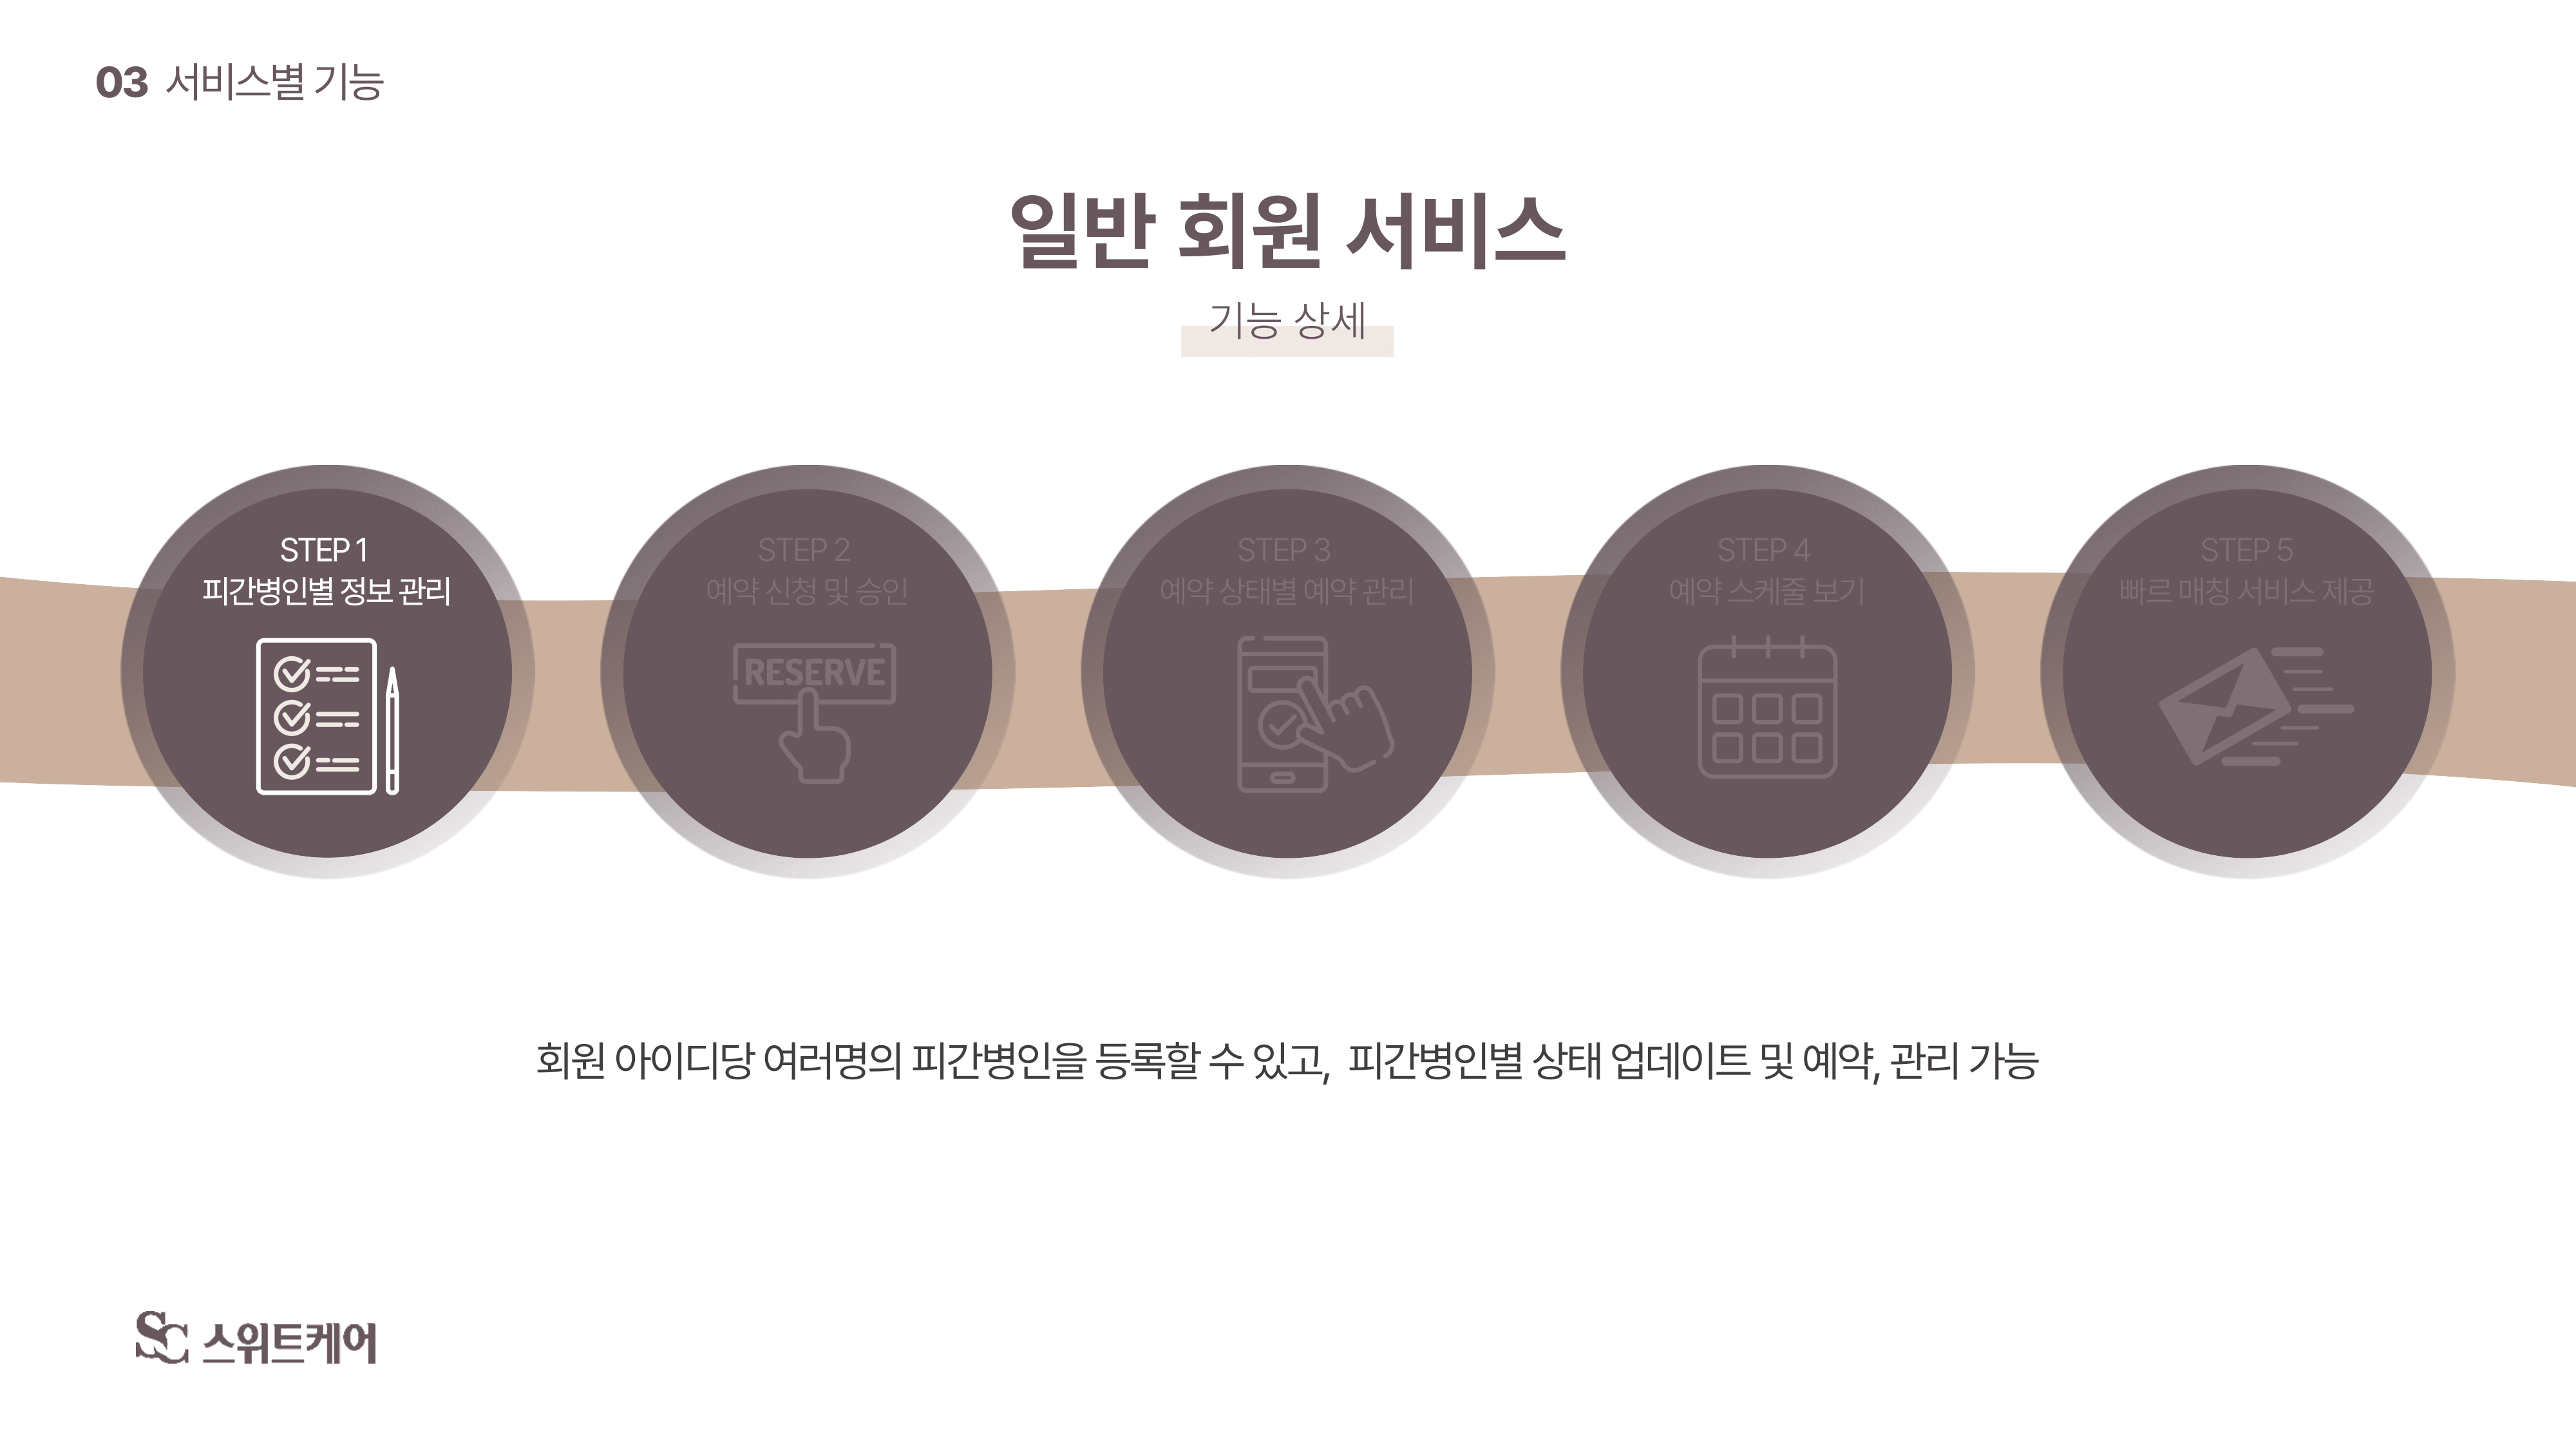 03 서비스별 기능
일반 회원 서비스
기능 상세
STEP 1
피간병인별 정보 관리
STEP 2
예약 신청 및 승인
RESERVE
STEP 3
예약 상태별 예약 관리
STEP 4
예약 스케줄 보기
STEP 5
빠르 매칭 서비스 제공
회원 아이디당 여러명의 피간병인을 등록할 수 있고, 피간병인별 상태 업데이트 및 예약, 관리 가능
SC 스위트케어